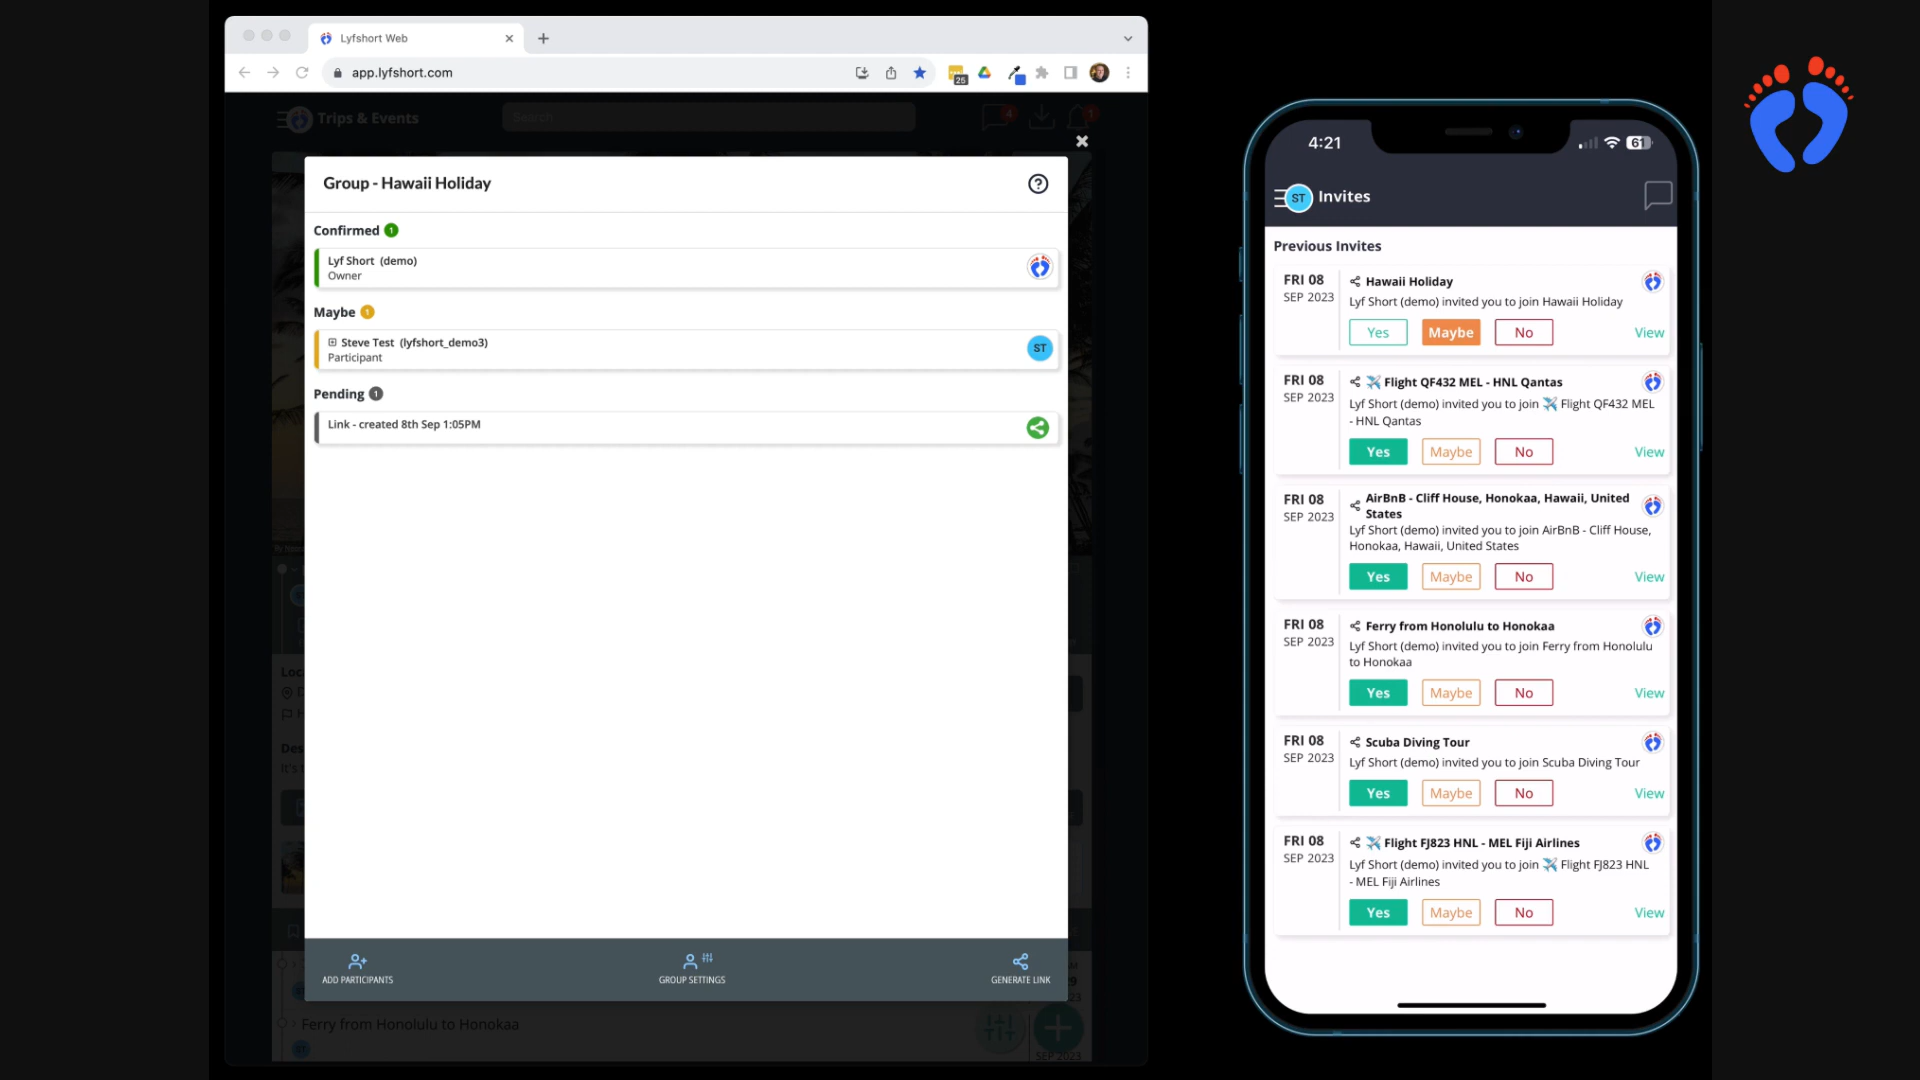 Lyfshort Web
app.lyfshort.com
25
Trips & Events
Search
4
1
Group - Hawaii Holiday
Confirmed 1
Lyf Short (demo)
Owner
Maybe 1
Steve Test (lyfshort_demo3)
Participant
ST
Pending 1
Link - created 8th Sep 1:05PM
ADD PARTICIPANTS
GROUP SETTINGS
GENERATE LINK
Ferry from Honolulu to Honokaa
ST
SEP 2023
4:21
61
ST
Invites
Previous Invites
FRI 08
SEP 2023
Hawaii Holiday
Lyf Short (demo) invited you to join Hawaii Holiday
Yes Maybe No View
FRI 08
SEP 2023
✈️ Flight QF432 MEL - HNL Qantas
Lyf Short (demo) invited you to join ✈️ Flight QF432 MEL
- HNL Qantas
Yes Maybe No View
FRI 08
SEP 2023
AirBnB - Cliff House, Honokaa, Hawaii, United
States
Lyf Short (demo) invited you to join AirBnB - Cliff House,
Honokaa, Hawaii, United States
Yes Maybe No View
FRI 08
SEP 2023
Ferry from Honolulu to Honokaa
Lyf Short (demo) invited you to join Ferry from Honolulu
to Honokaa
Yes Maybe No View
FRI 08
SEP 2023
Scuba Diving Tour
Lyf Short (demo) invited you to join Scuba Diving Tour
Yes Maybe No View
FRI 08
SEP 2023
✈️ Flight FJ823 HNL - MEL Fiji Airlines
Lyf Short (demo) invited you to join ✈️ Flight FJ823 HNL
- MEL Fiji Airlines
Yes Maybe No View